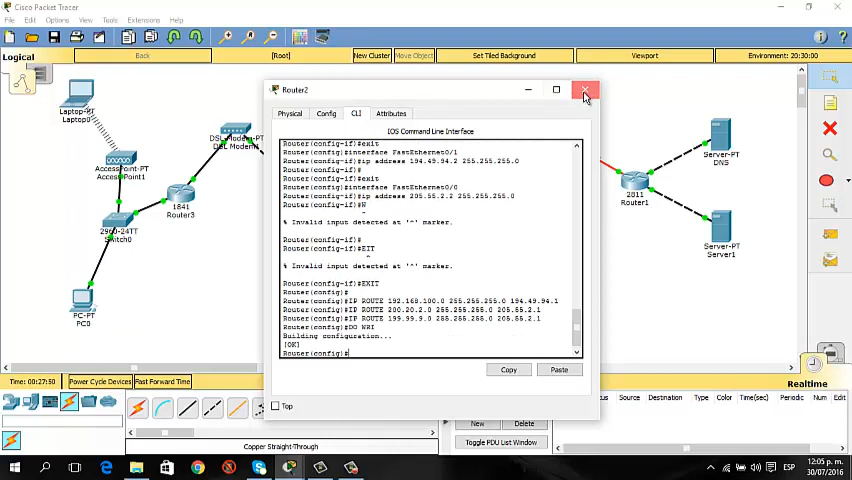 Cisco Packet Tracer
File Edit Options View Tools Extensions Help
Logical
Back
[Root]
New Cluster
Move Object
Set Tiled Background
Viewport
Environment: 20:30:00
Laptop-PT
Laptop0
AccessPoint-PT
AccessPoint1
DSL-Modem-PT
DSL Modem1
1841
Router3
2960-24TT
Switch0
PC-PT
PC0
Router2
Physical Config CLI Attributes
IOS Command Line Interface
Router(config-if)#exit
Router(config)#interface FastEthernet0/1
Router(config-if)#ip address 194.49.94.2 255.255.255.0
Router(config-if)#
Router(config-if)#exit
Router(config)#interface FastEthernet0/0
Router(config-if)#ip address 205.55.2.2 255.255.255.0
Router(config-if)#W
^
% Invalid input detected at '^' marker.
Router(config-if)#
Router(config-if)#EIT
^
% Invalid input detected at '^' marker.
Router(config-if)#EXIT
Router(config)#
Router(config)#IP ROUTE 192.168.100.0 255.255.255.0 194.49.94.1
Router(config)#IP ROUTE 200.20.2.0 255.255.255.0 205.55.2.1
Router(config)#IP ROUTE 199.99.9.0 255.255.255.0 205.55.2.1
Router(config)#DO WRI
Building configuration...
[OK]
Router(config)#
Copy
Paste
Top
2811
Router1
Server-PT
DNS
Server-PT
Server1
Time: 00:27:50
Power Cycle Devices
Fast Forward Time
Realtime
Source Destination Type Color Time(sec) Periodic Num Edit
New
Delete
Toggle PDU List Window
Copper Straight-Through
ESP
12:05 p. m.
30/07/2016